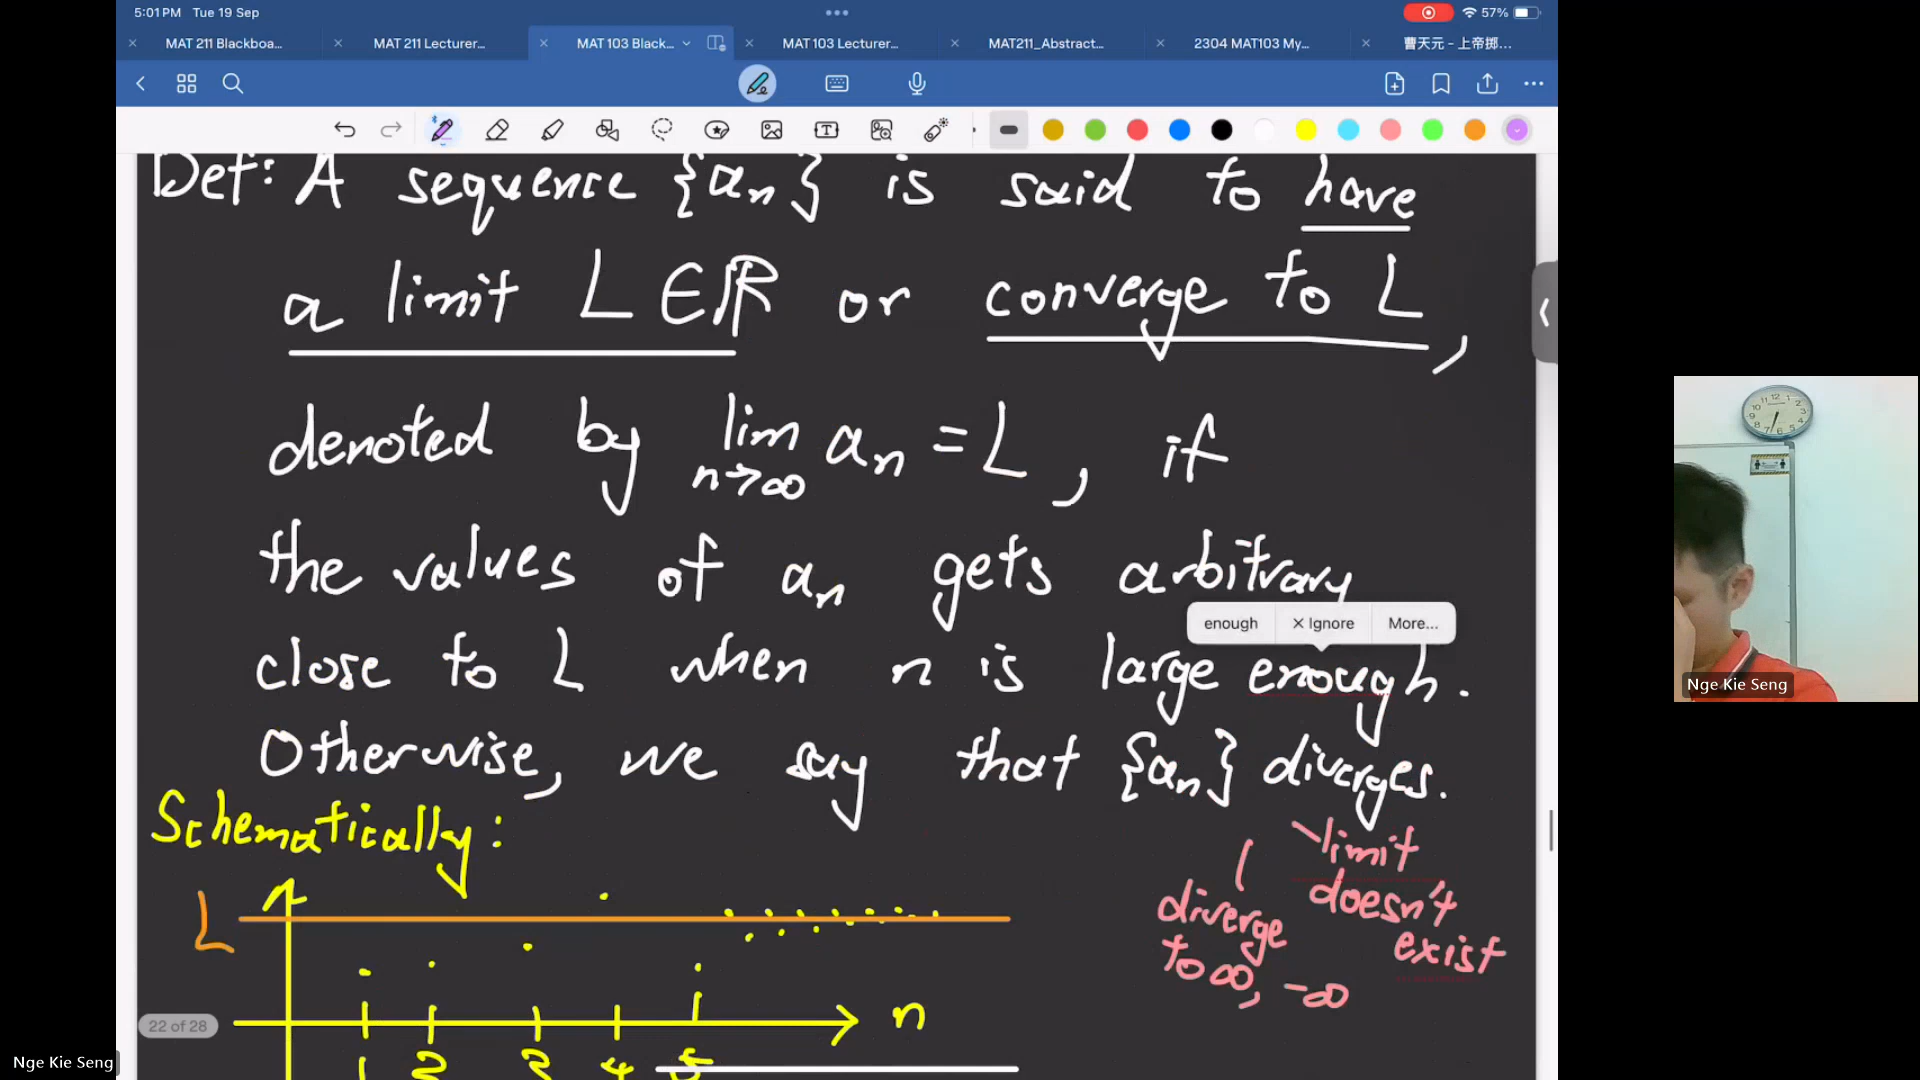 5:01 PM Tue 19 Sep
57%
MAT 211 Blackboa...
MAT 211 Lecturer...
MAT 103 Black...
MAT 103 Lecturer...
MAT211_Abstract...
2304 MAT103 My...
曹天元 - 上帝掷...
Def: A sequence {an} is said to have
a limit L ∈ ℝ or converge to L,
denoted by lim n→∞ an = L, if
the values of an gets arbitrary
enough
× Ignore
More...
close to L when n is large enough.
Otherwise, we say that {an} diverges.
Schematically:
limit
doesn't
exist
diverge
to ∞, -∞
L
n
1 2 3 4 5
22 of 28
Nge Kie Seng
Nge Kie Seng